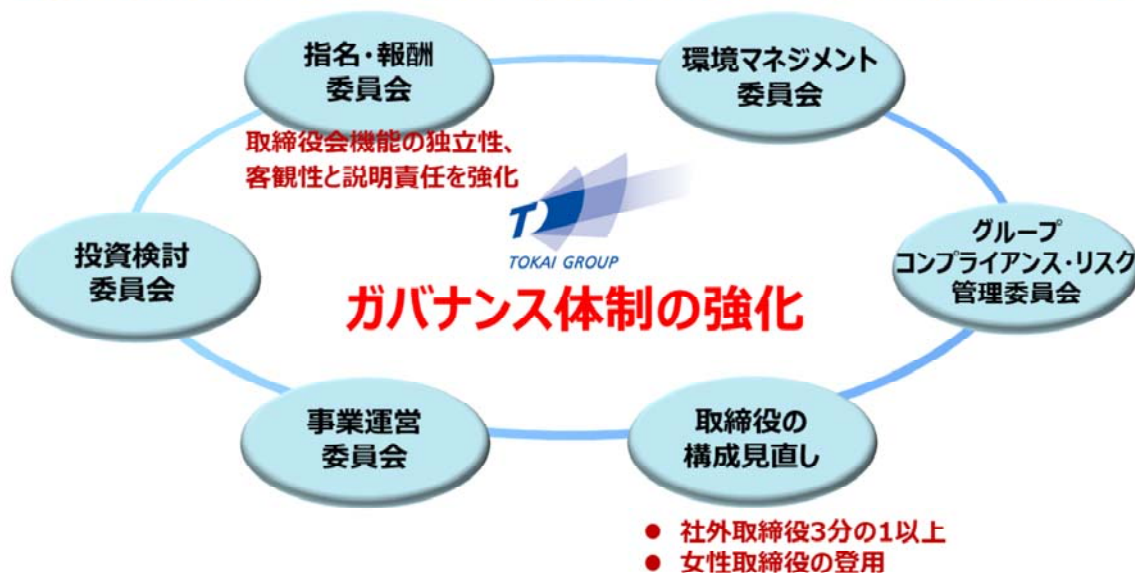 指名・報酬
委員会
環境マネジメント
委員会
取締役会機能の独立性、
客観性と説明責任を強化
T
TOKAI GROUP
投資検討
委員会
グループ
コンプライアンス・リスク
管理委員会
ガバナンス体制の強化
事業運営
委員会
取締役の
構成見直し
● 社外取締役3分の1以上
● 女性取締役の登用